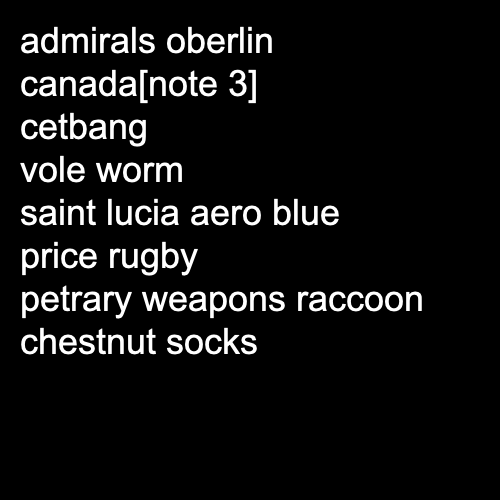 admirals oberlin
canada[note 3]
cetbang
vole worm
saint lucia aero blue
price rugby
petrary weapons raccoon
chestnut socks